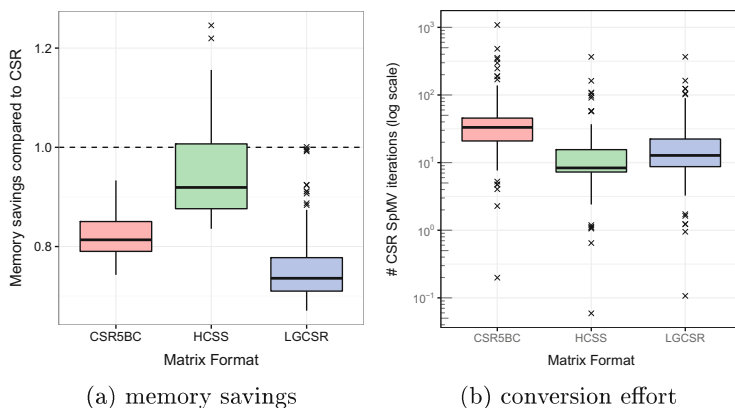 Memory savings compared to CSR
1.2
1.0
0.8
CSR5BC HCSS LGCSR
Matrix Format
(a) memory savings
# CSR SpMV iterations (log scale)
10³
10²
10¹
10⁰
10⁻¹
CSR5BC HCSS LGCSR
Matrix Format
(b) conversion effort